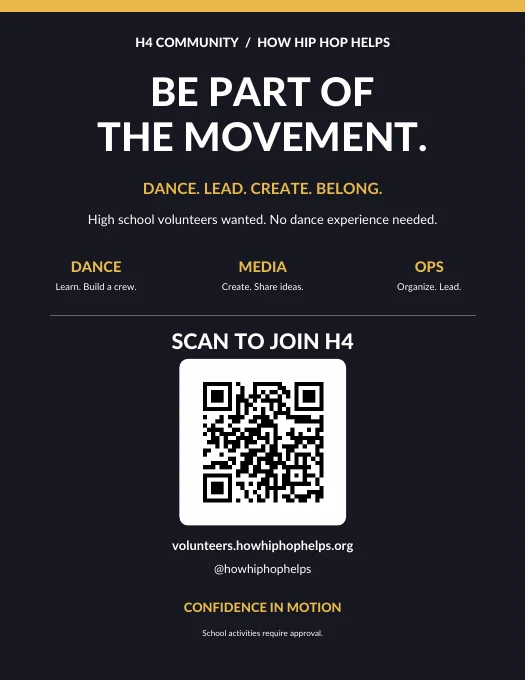 H4 COMMUNITY / HOW HIP HOP HELPS
BE PART OF
THE MOVEMENT.
DANCE. LEAD. CREATE. BELONG.
High school volunteers wanted. No dance experience needed.
DANCE
Learn. Build a crew.
MEDIA
Create. Share ideas.
OPS
Organize. Lead.
SCAN TO JOIN H4
volunteers.howhiphophelps.org
@howhiphophelps
CONFIDENCE IN MOTION
School activities require approval.